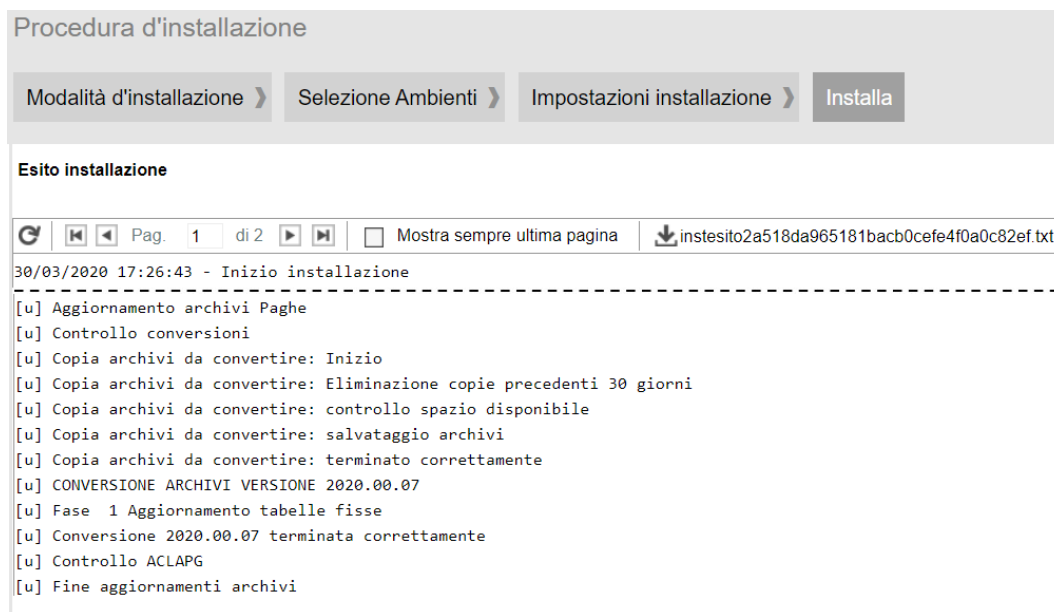 Procedura d'installazione
Modalità d'installazione ❱ Selezione Ambienti ❱ Impostazioni installazione ❱ Installa
Esito installazione
Pag. 1 di 2 Mostra sempre ultima pagina instesito2a518da965181bacb0cefe4f0a0c82ef.txt
30/03/2020 17:26:43 - Inizio installazione
[u] Aggiornamento archivi Paghe
[u] Controllo conversioni
[u] Copia archivi da convertire: Inizio
[u] Copia archivi da convertire: Eliminazione copie precedenti 30 giorni
[u] Copia archivi da convertire: controllo spazio disponibile
[u] Copia archivi da convertire: salvataggio archivi
[u] Copia archivi da convertire: terminato correttamente
[u] CONVERSIONE ARCHIVI VERSIONE 2020.00.07
[u] Fase  1 Aggiornamento tabelle fisse
[u] Conversione 2020.00.07 terminata correttamente
[u] Controllo ACLAPG
[u] Fine aggiornamenti archivi